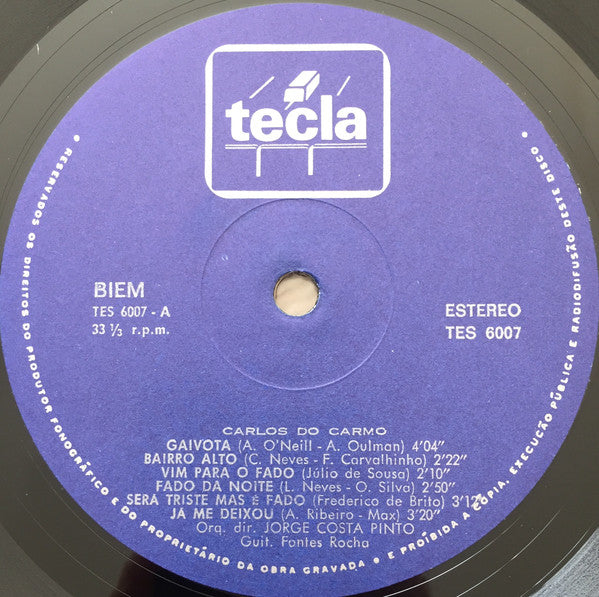 tecla
BIEM
TES 6007 - A
33 ⅓ r.p.m.
ESTEREO
TES 6007
CARLOS DO CARMO
GAIVOTA (A. O'Neill - A. Oulman) 4'04"
BAIRRO ALTO (C. Neves - F. Carvalhinho) 2'22"
VIM PARA O FADO (Júlio de Sousa) 2'10"
FADO DA NOITE (L. Neves - O. Silva) 2'50"
SERÁ TRISTE MAS É FADO (Frederico de Brito) 3'12"
JÁ ME DEIXOU (A. Ribeiro - Max) 3'20"
Orq. dir. JORGE COSTA PINTO
Guit. Fontes Rocha
• RESERVADOS OS DIREITOS DO PRODUTOR FONOGRÁFICO E DO PROPRIETÁRIO DA OBRA GRAVADA • E PROÍBIDA A CÓPIA, EXECUÇÃO PÚBLICA E RADIODIFUSÃO DESTE DISCO •